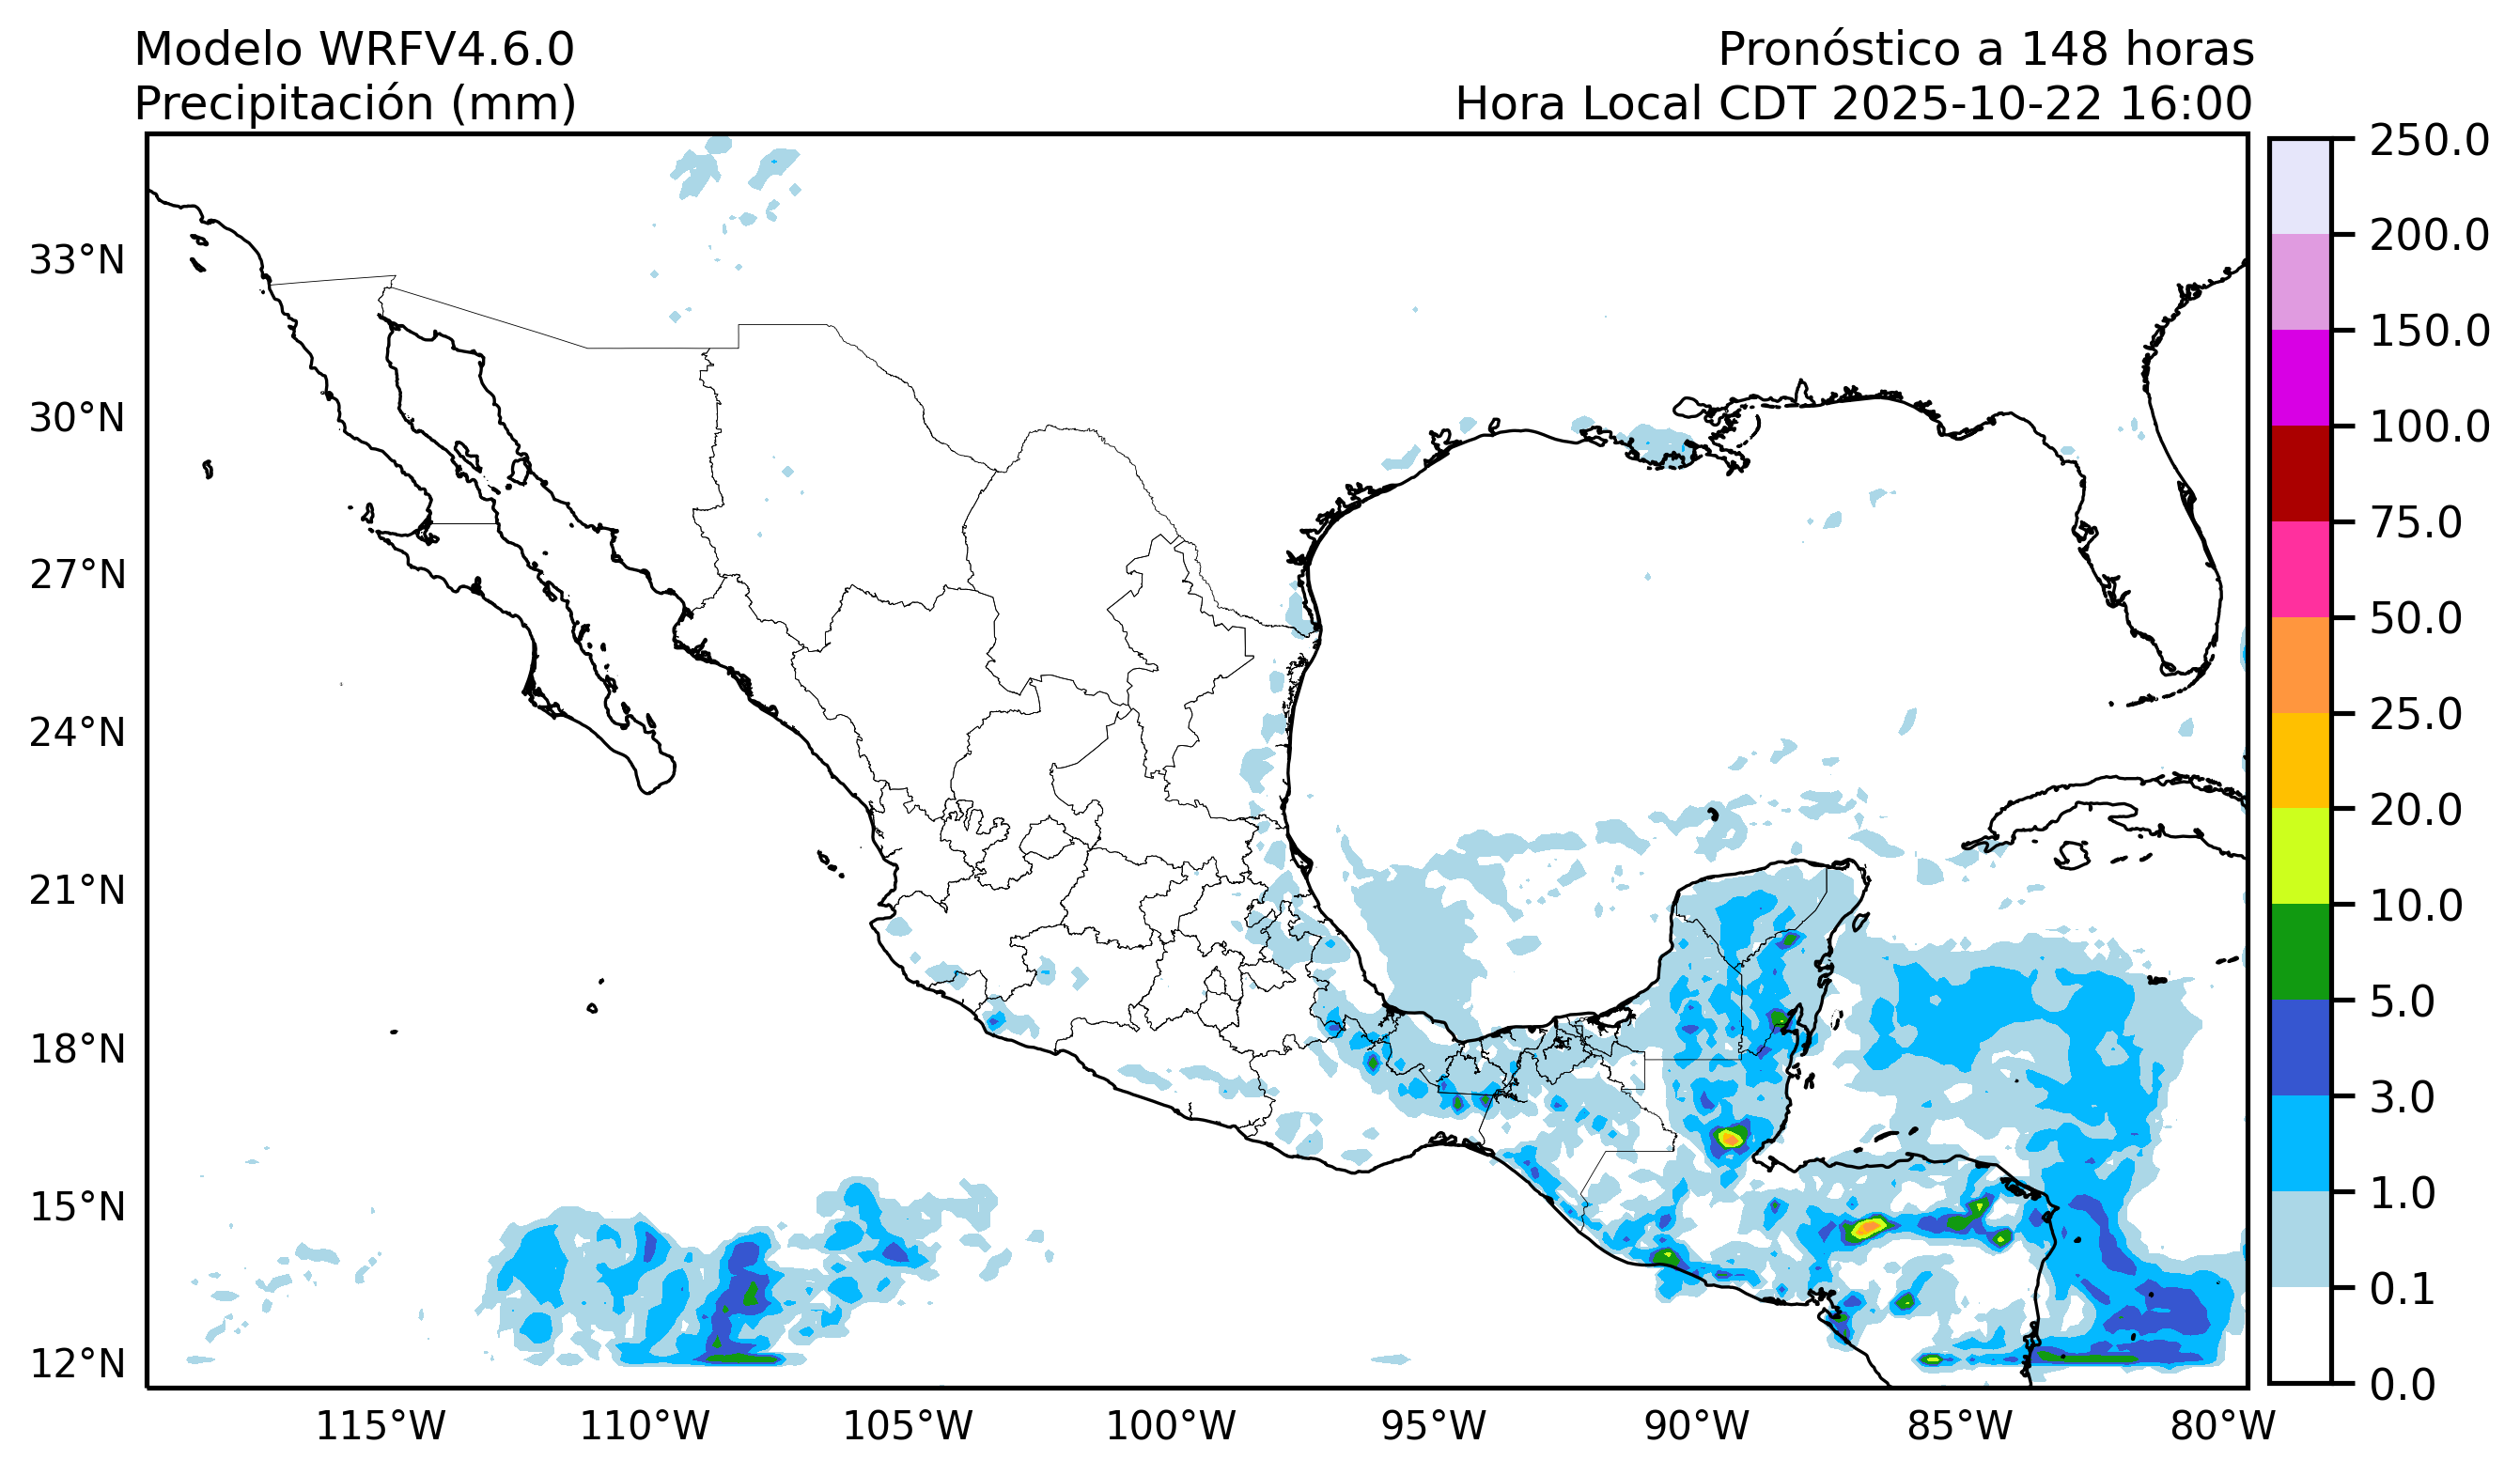 Modelo WRFV4.6.0
Precipitación (mm)
Pronóstico a 148 horas
Hora Local CDT 2025-10-22 16:00
33°N
30°N
27°N
24°N
21°N
18°N
15°N
12°N
115°W
110°W
105°W
100°W
95°W
90°W
85°W
80°W
250.0
200.0
150.0
100.0
75.0
50.0
25.0
20.0
10.0
5.0
3.0
1.0
0.1
0.0